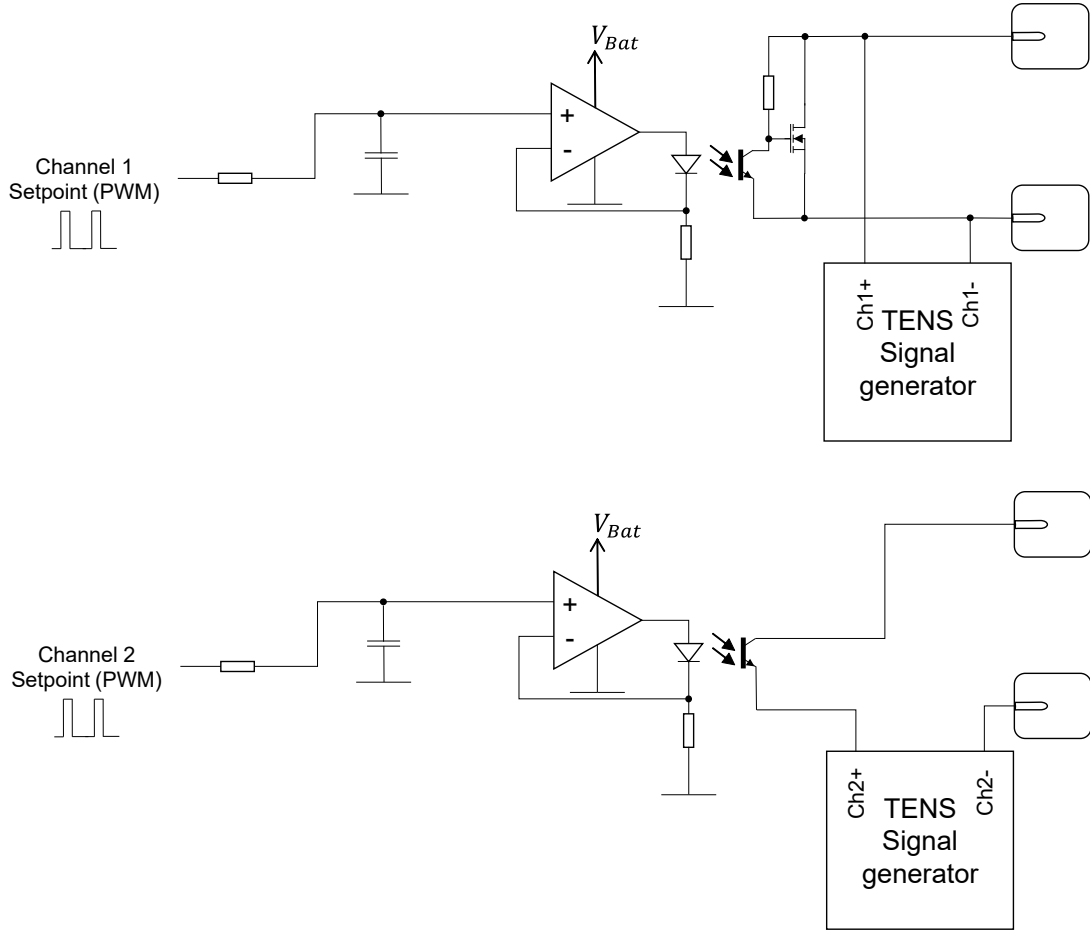 V_Bat
+
-
Channel 1
Setpoint (PWM)
Ch1+
Ch1-
TENS
Signal
generator
V_Bat
+
-
Channel 2
Setpoint (PWM)
Ch2+
Ch2-
TENS
Signal
generator